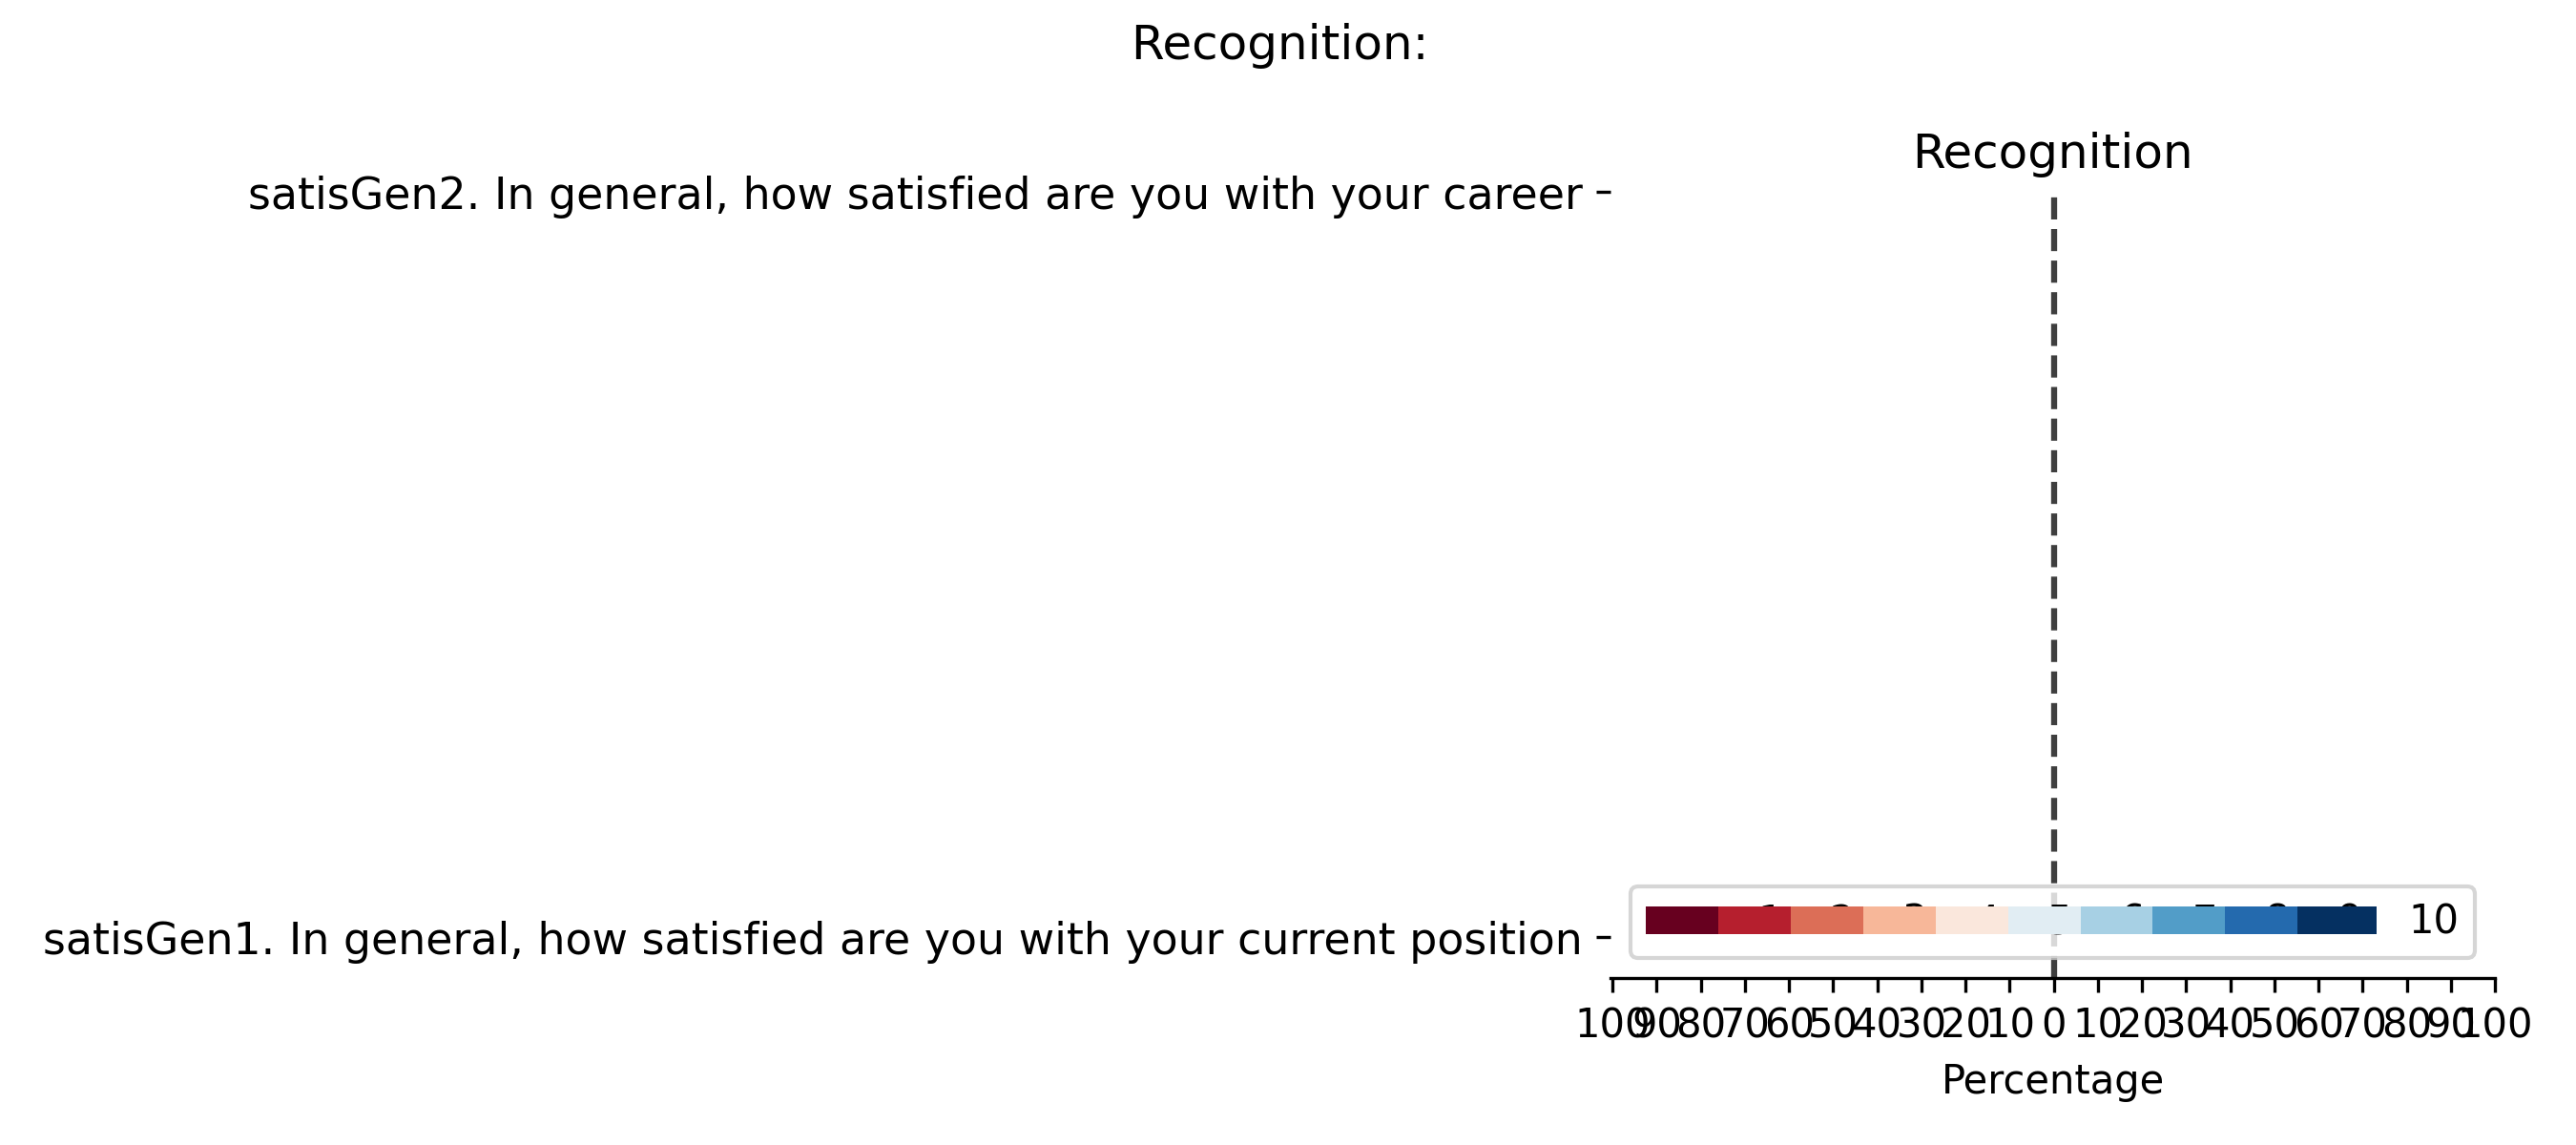 Recognition:
Recognition
satisGen2. In general, how satisfied are you with your career
satisGen1. In general, how satisfied are you with your current position
10
100 90 80 70 60 50 40 30 20 10 0 10 20 30 40 50 60 70 80 90 100
Percentage